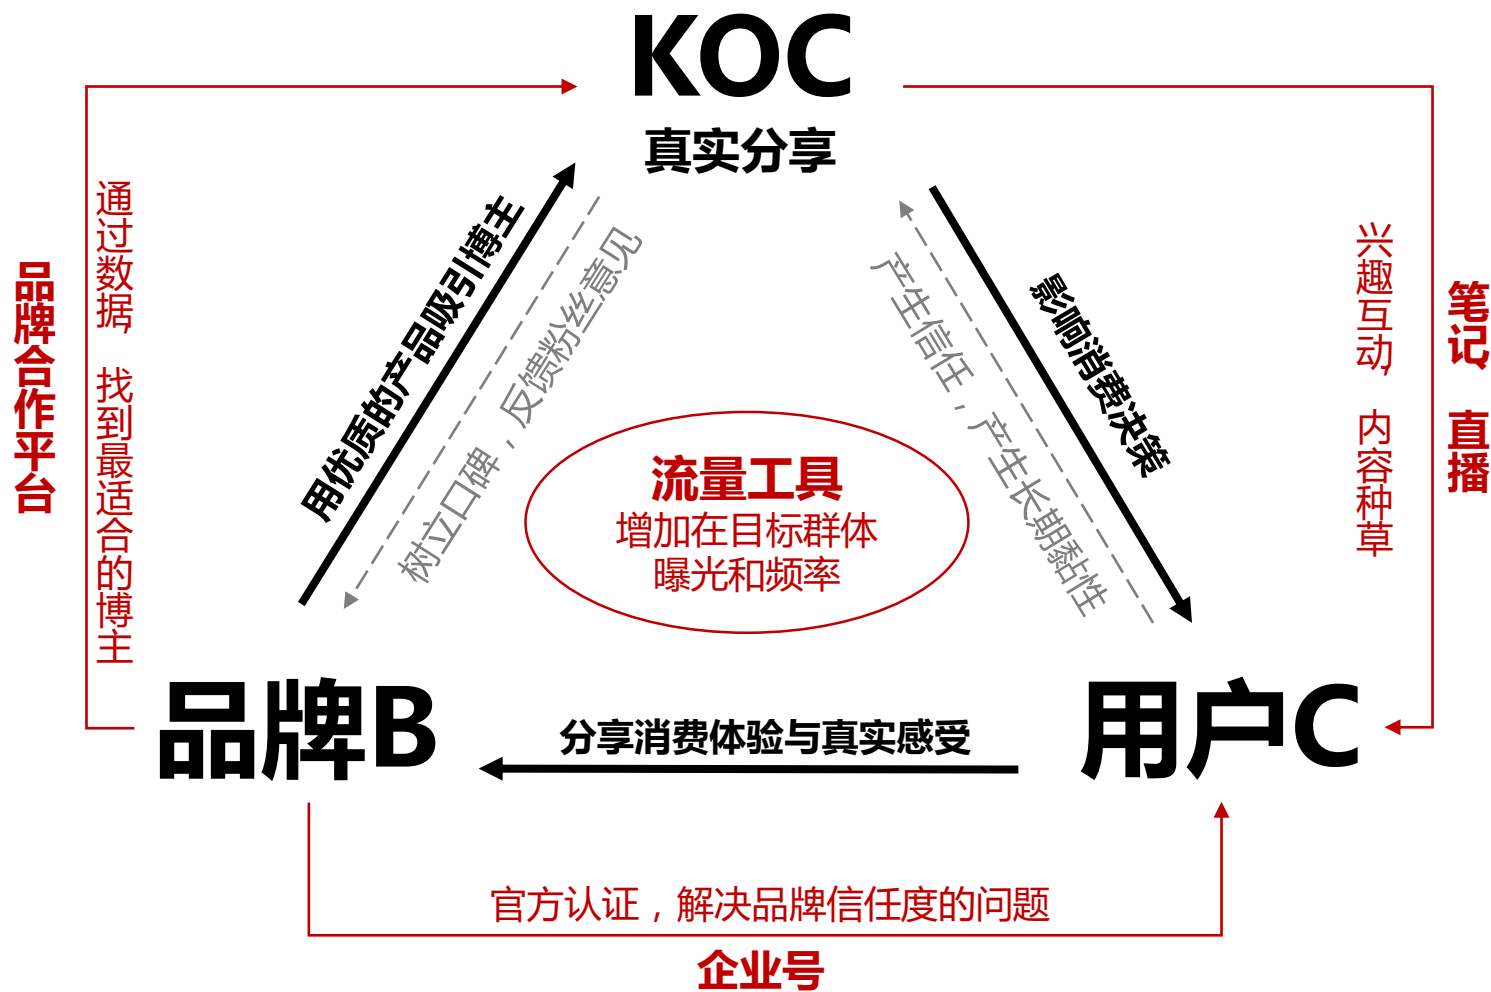 KOC
真实分享
品牌合作平台
通过数据，找到最适合的博主
用优质的产品吸引博主
树立口碑，反馈粉丝意见
产生信任，产生长期黏性
影响消费决策
兴趣互动，内容种草
笔记 直播
流量工具
增加在目标群体
曝光和频率
品牌B
分享消费体验与真实感受
用户C
官方认证，解决品牌信任度的问题
企业号